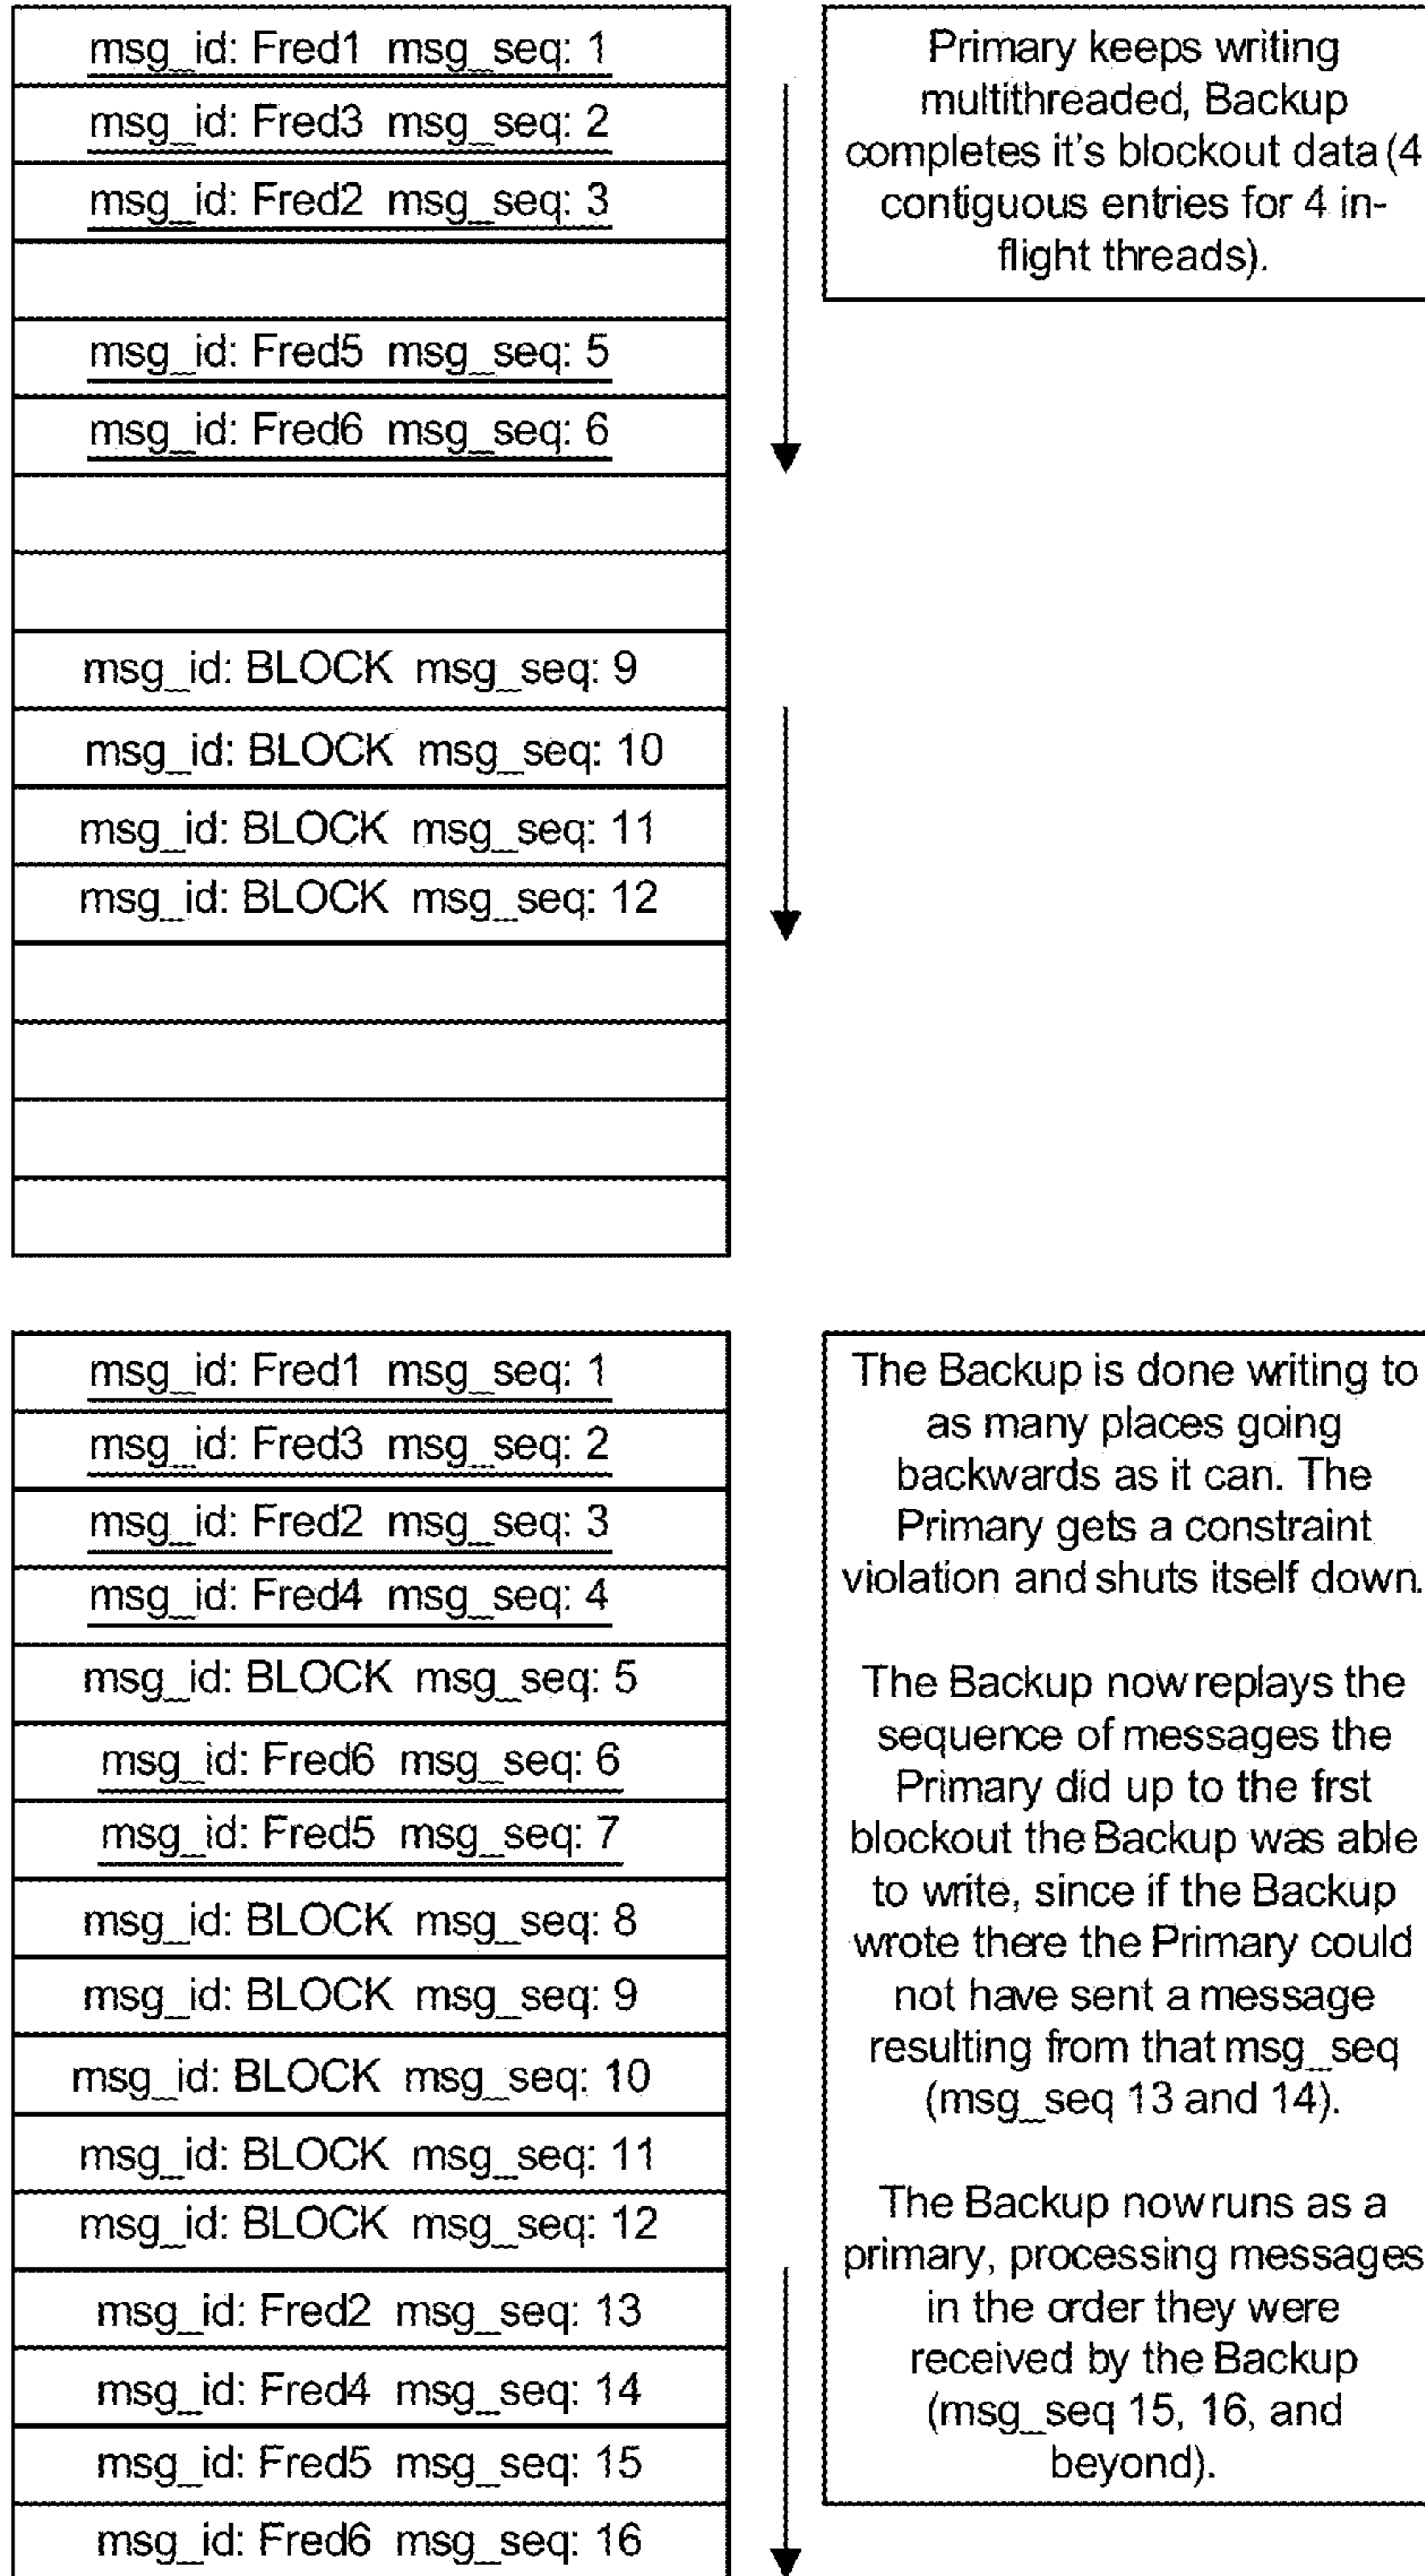 msg_id: Fred1 msg_seq: 1
msg_id: Fred3 msg_seq: 2
msg_id: Fred2 msg_seq: 3
msg_id: Fred5 msg_seq: 5
msg_id: Fred6 msg_seq: 6
msg_id: BLOCK msg_seq: 9
msg_id: BLOCK msg_seq: 10
msg_id: BLOCK msg_seq: 11
msg_id: BLOCK msg_seq: 12
Primary keeps writing
multithreaded, Backup
completes it's blockout data (4
contiguous entries for 4 in-
flight threads).
msg_id: Fred1 msg_seq: 1
msg_id: Fred3 msg_seq: 2
msg_id: Fred2 msg_seq: 3
msg_id: Fred4 msg_seq: 4
msg_id: BLOCK msg_seq: 5
msg_id: Fred6 msg_seq: 6
msg_id: Fred5 msg_seq: 7
msg_id: BLOCK msg_seq: 8
msg_id: BLOCK msg_seq: 9
msg_id: BLOCK msg_seq: 10
msg_id: BLOCK msg_seq: 11
msg_id: BLOCK msg_seq: 12
msg_id: Fred2 msg_seq: 13
msg_id: Fred4 msg_seq: 14
msg_id: Fred5 msg_seq: 15
msg_id: Fred6 msg_seq: 16
The Backup is done writing to
as many places going
backwards as it can. The
Primary gets a constraint
violation and shuts itself down.
The Backup now replays the
sequence of messages the
Primary did up to the frst
blockout the Backup was able
to write, since if the Backup
wrote there the Primary could
not have sent a message
resulting from that msg_seq
(msg_seq 13 and 14).
The Backup now runs as a
primary, processing messages
in the order they were
received by the Backup
(msg_seq 15, 16, and
beyond).